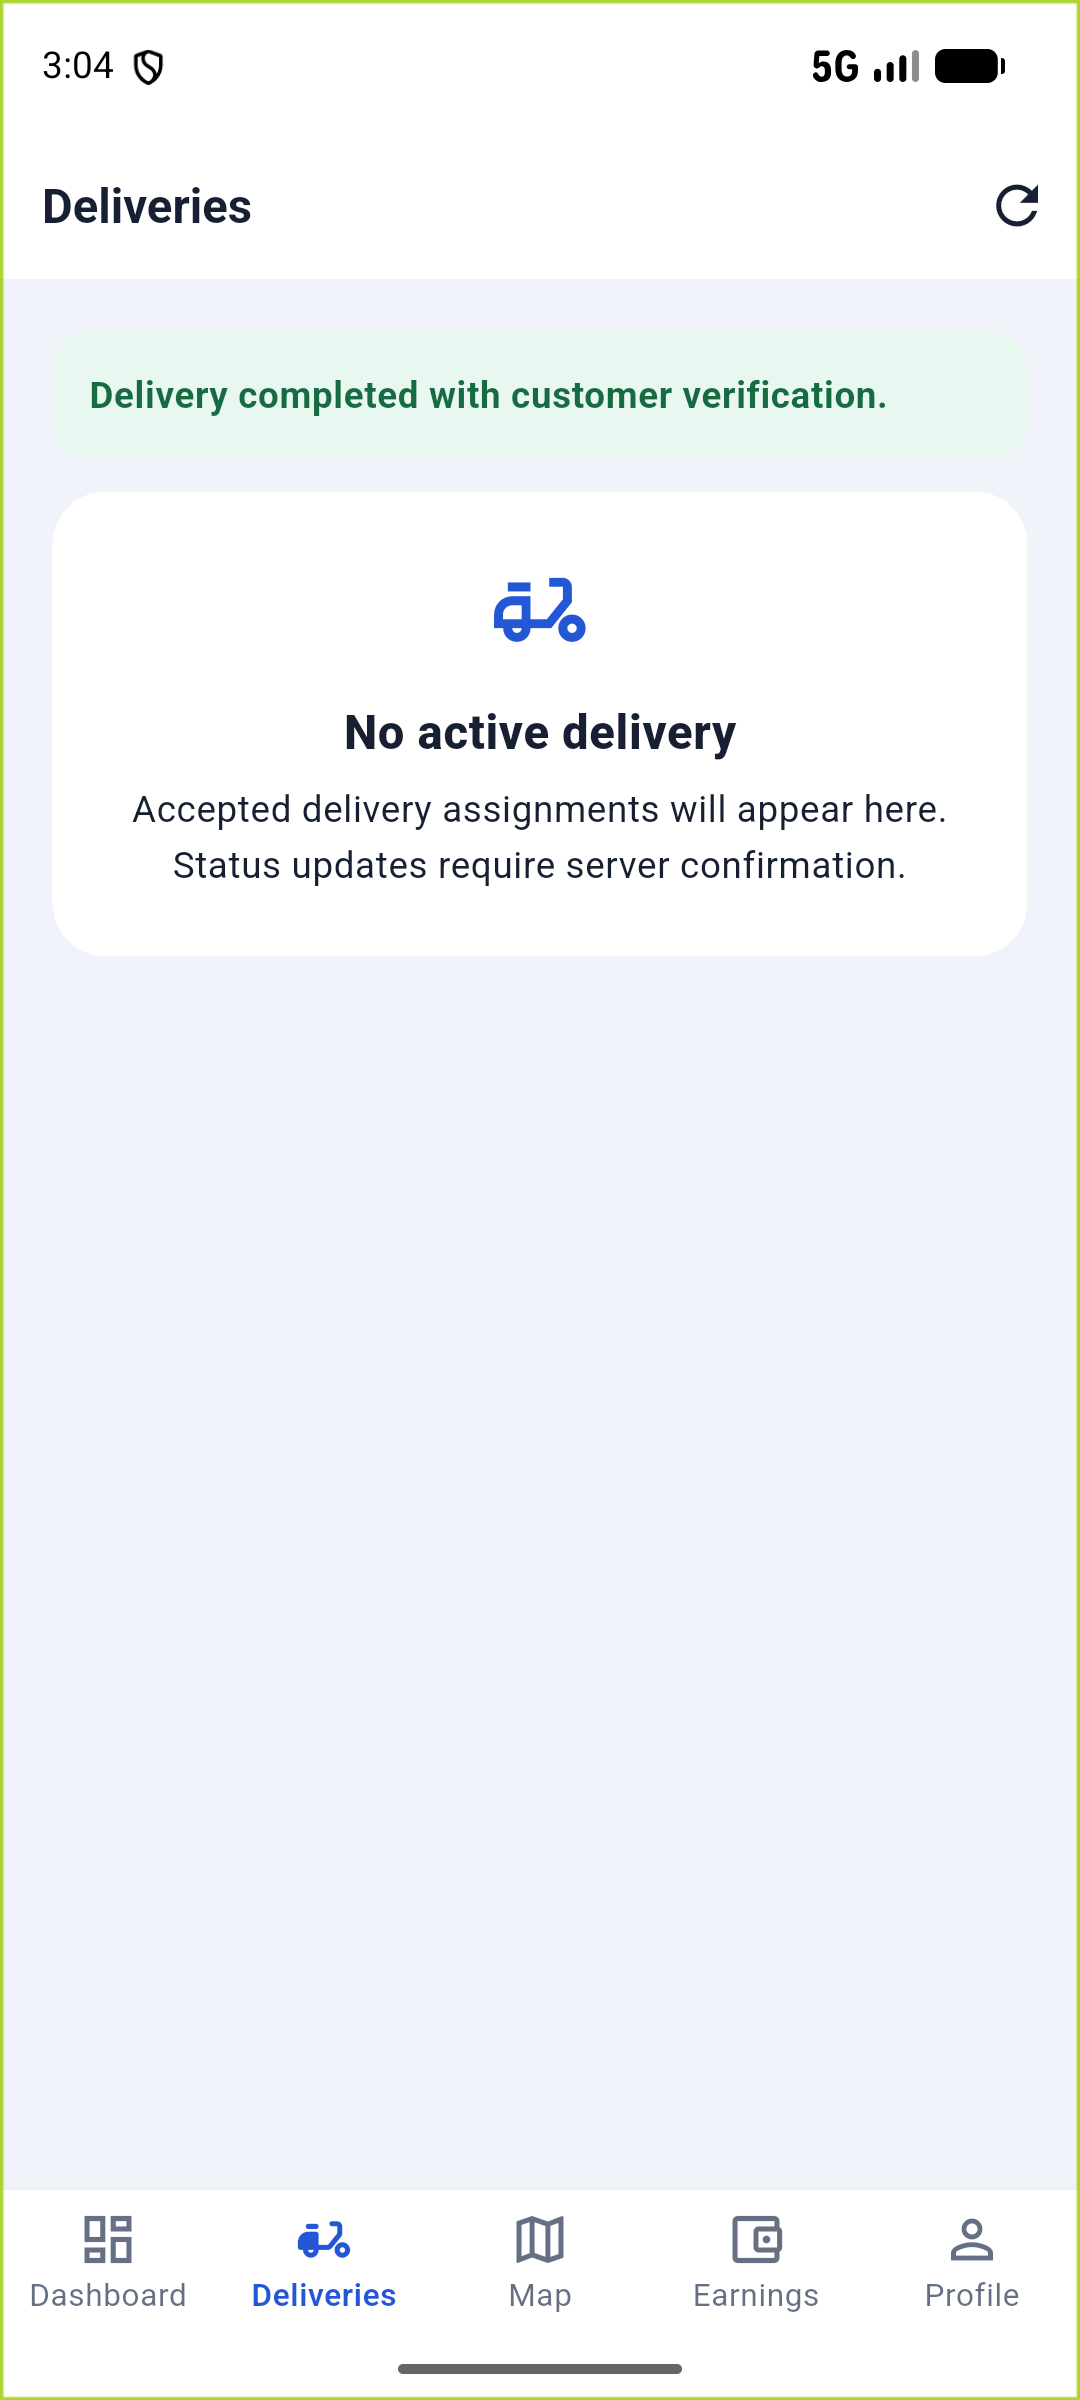 3:04
5G
Deliveries
Delivery completed with customer verification.
No active delivery
Accepted delivery assignments will appear here.
Status updates require server confirmation.
Dashboard
Deliveries
Map
Earnings
Profile